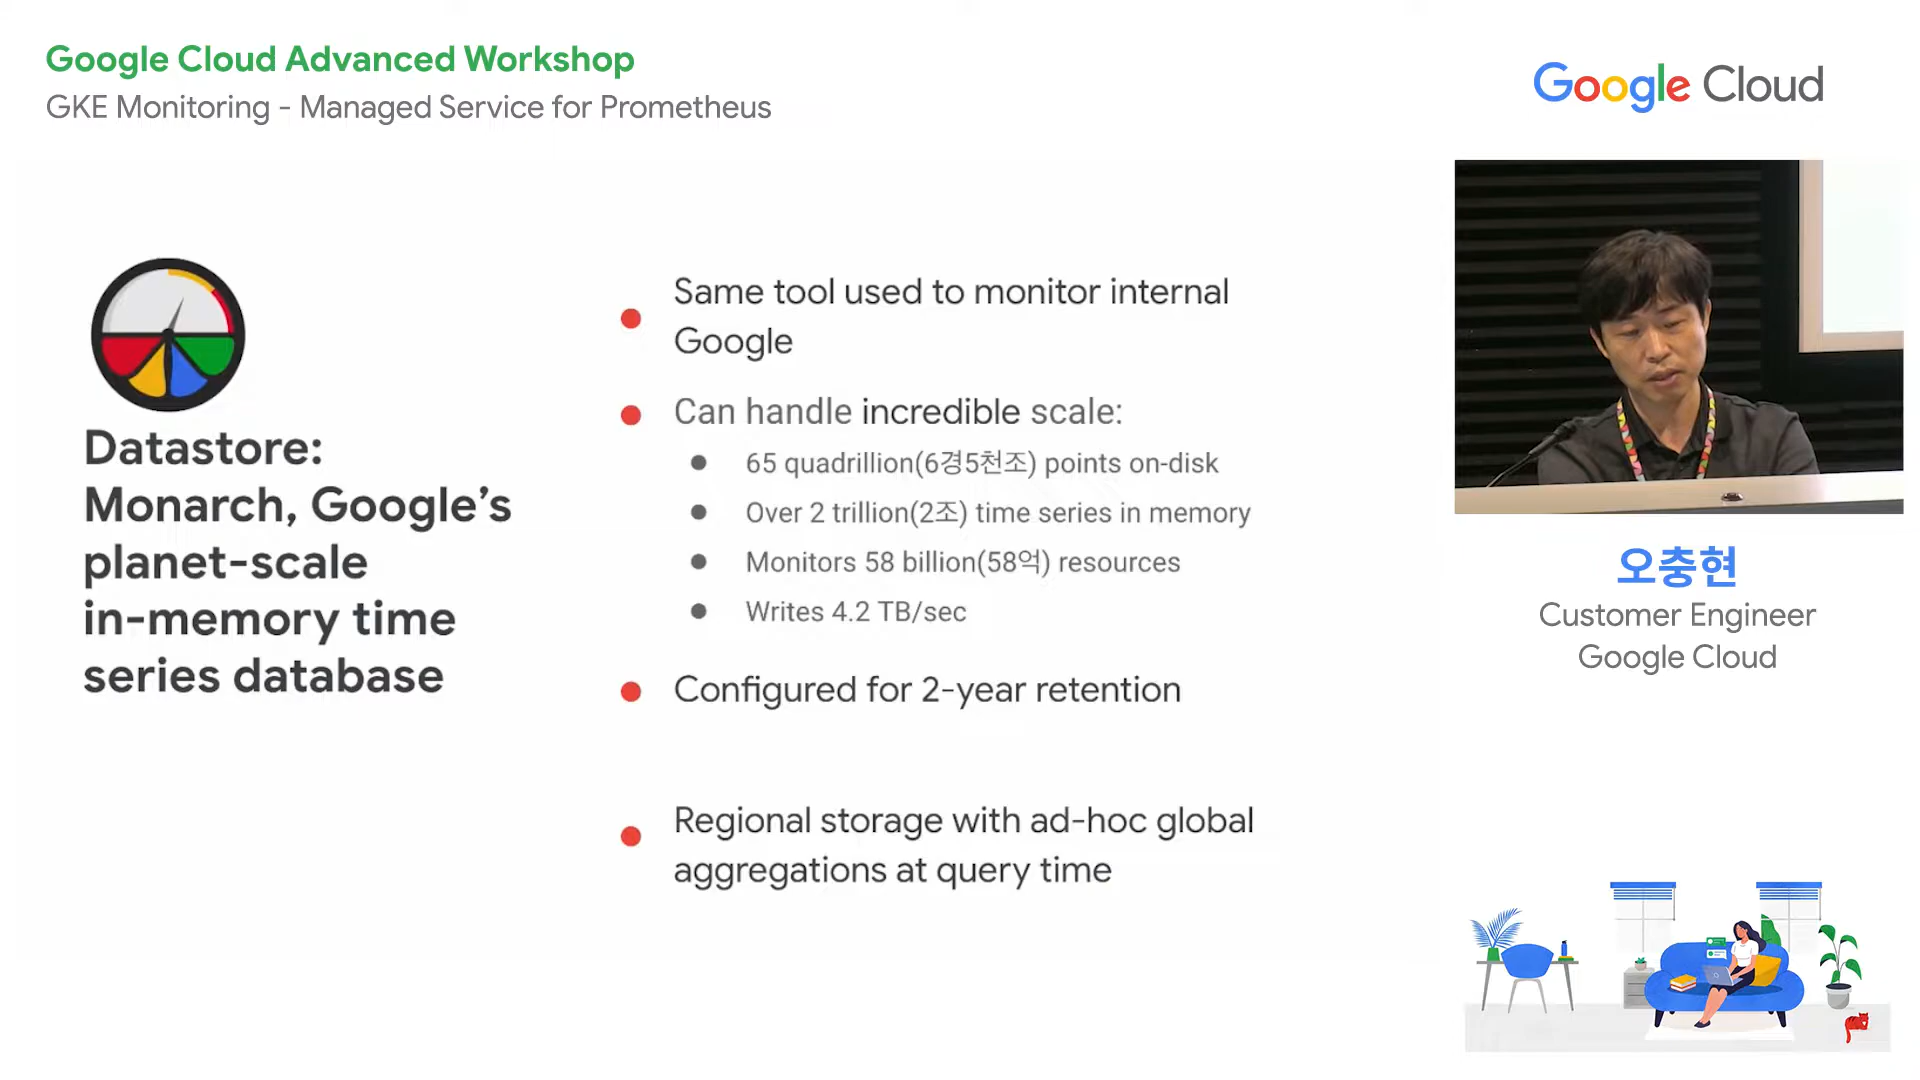 Google Cloud Advanced Workshop
GKE Monitoring - Managed Service for Prometheus
Google Cloud
Datastore:
Monarch, Google's
planet-scale
in-memory time
series database
Same tool used to monitor internal
Google
Can handle incredible scale:
65 quadrillion(6경5천조) points on-disk
Over 2 trillion(2조) time series in memory
Monitors 58 billion(58억) resources
Writes 4.2 TB/sec
Configured for 2-year retention
Regional storage with ad-hoc global
aggregations at query time
오충현
Customer Engineer
Google Cloud